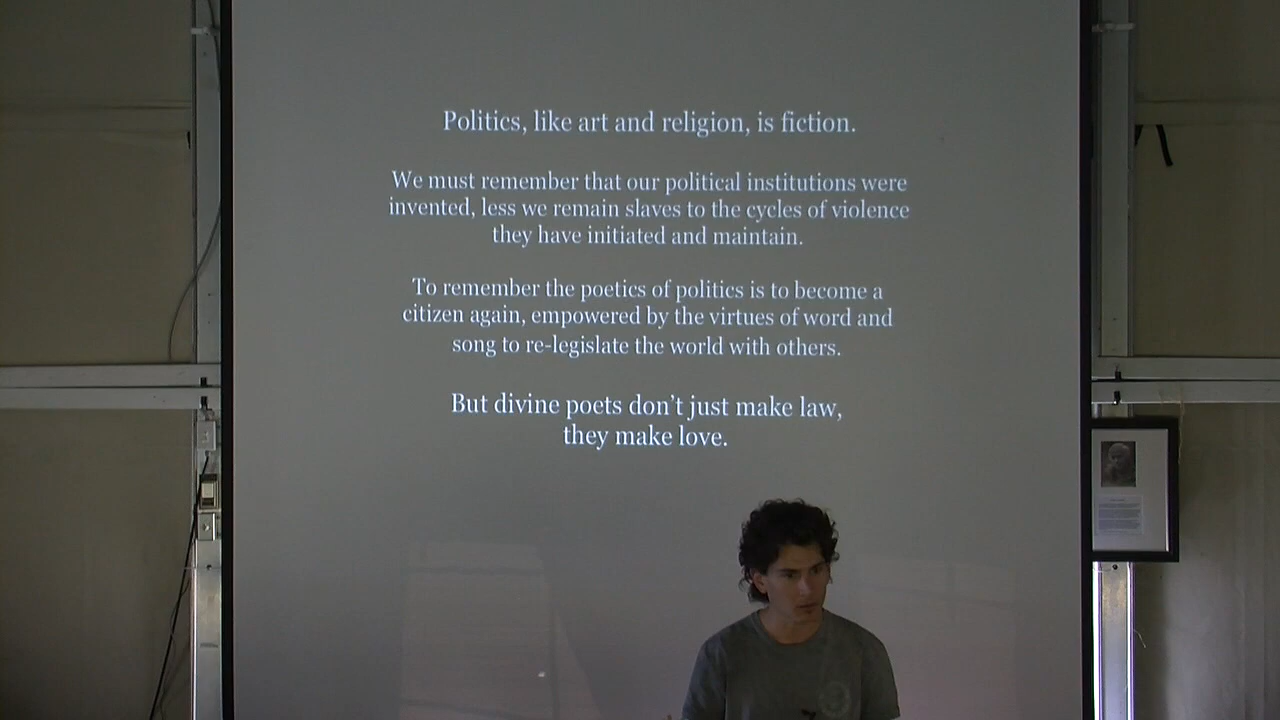 Politics, like art and religion, is fiction.
We must remember that our political institutions were
invented, less we remain slaves to the cycles of violence
they have initiated and maintain.
To remember the poetics of politics is to become a
citizen again, empowered by the virtues of word and
song to re-legislate the world with others.
But divine poets don't just make law,
they make love.